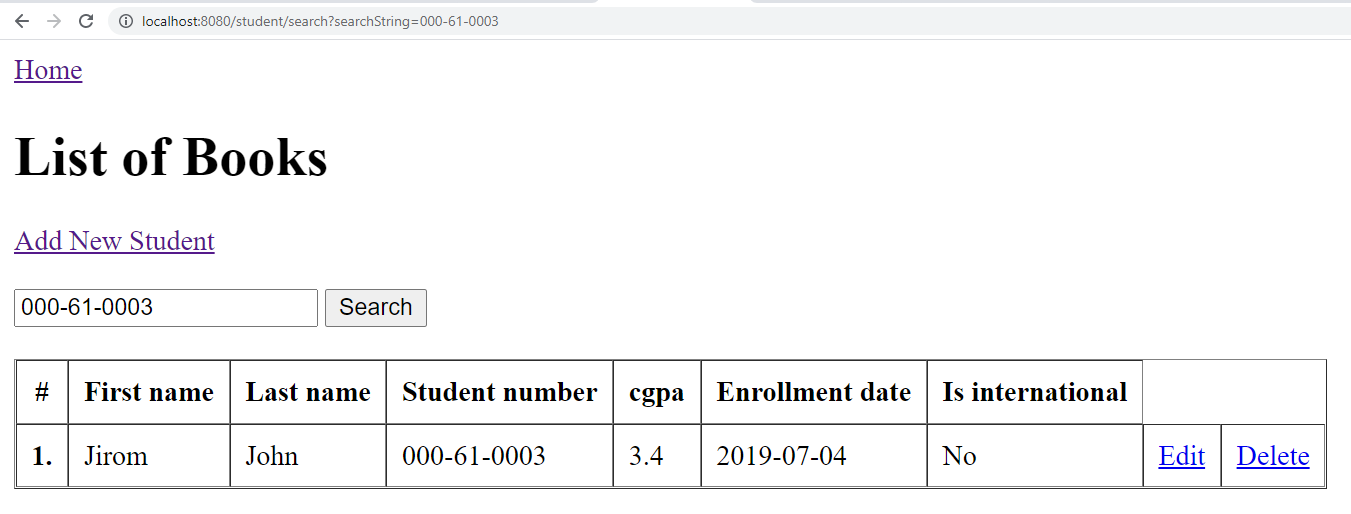 localhost:8080/student/search?searchString=000-61-0003
Home
List of Books
Add New Student
000-61-0003 Search
# First name Last name Student number cgpa Enrollment date Is international
1. Jirom John 000-61-0003 3.4 2019-07-04 No Edit Delete